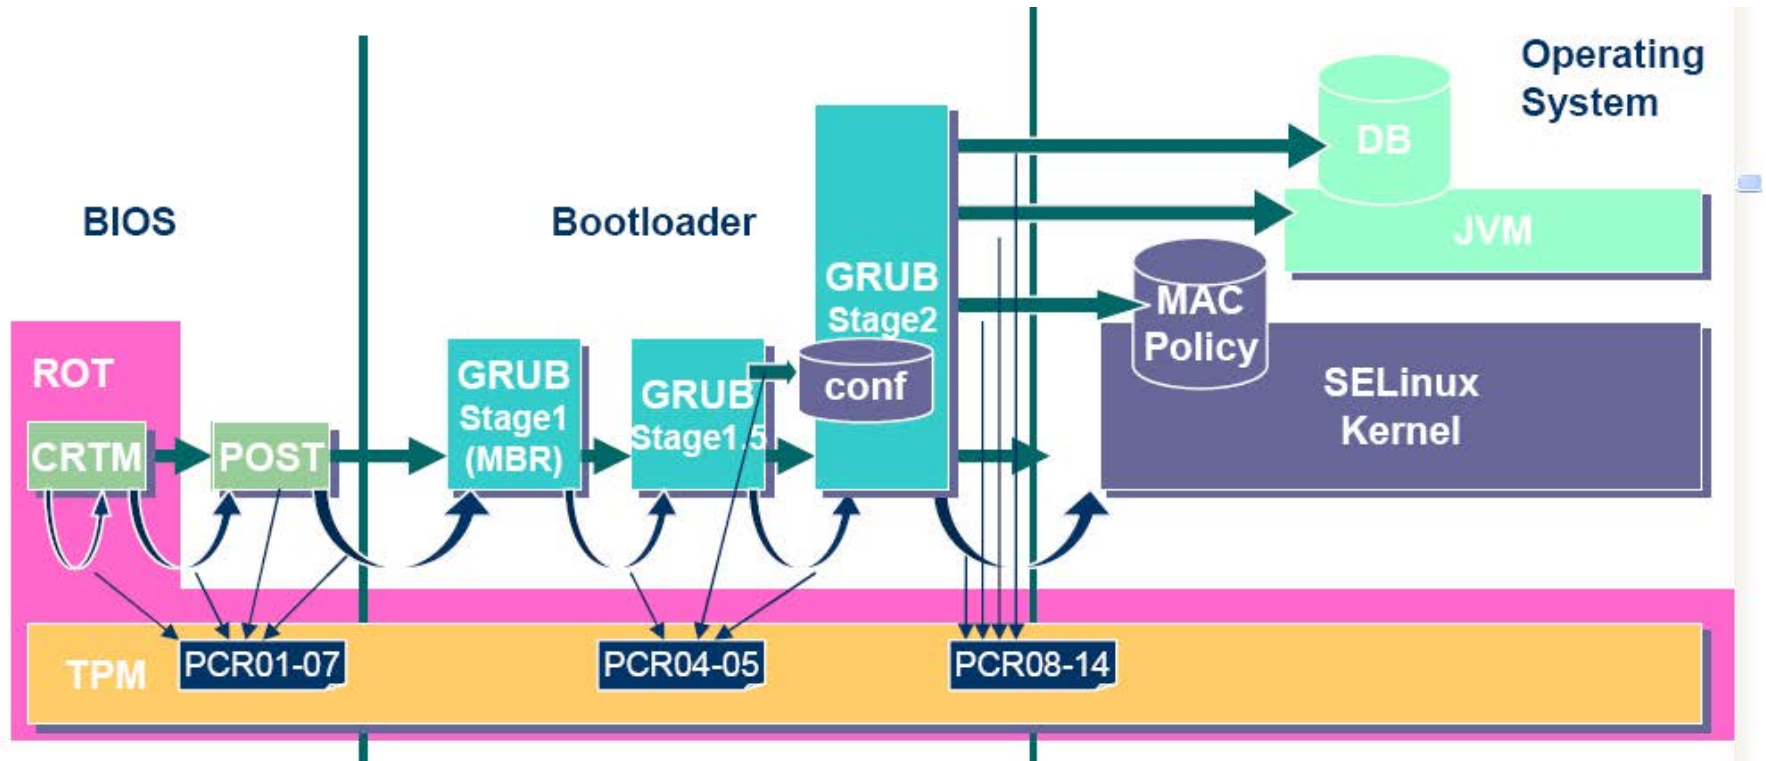 Operating
System
DB
BIOS
Bootloader
JVM
GRUB
Stage2
MAC
Policy
ROT
GRUB
Stage1
(MBR)
GRUB
Stage1.5
conf
SELinux
Kernel
CRTM
POST
TPM
PCR01-07
PCR04-05
PCR08-14